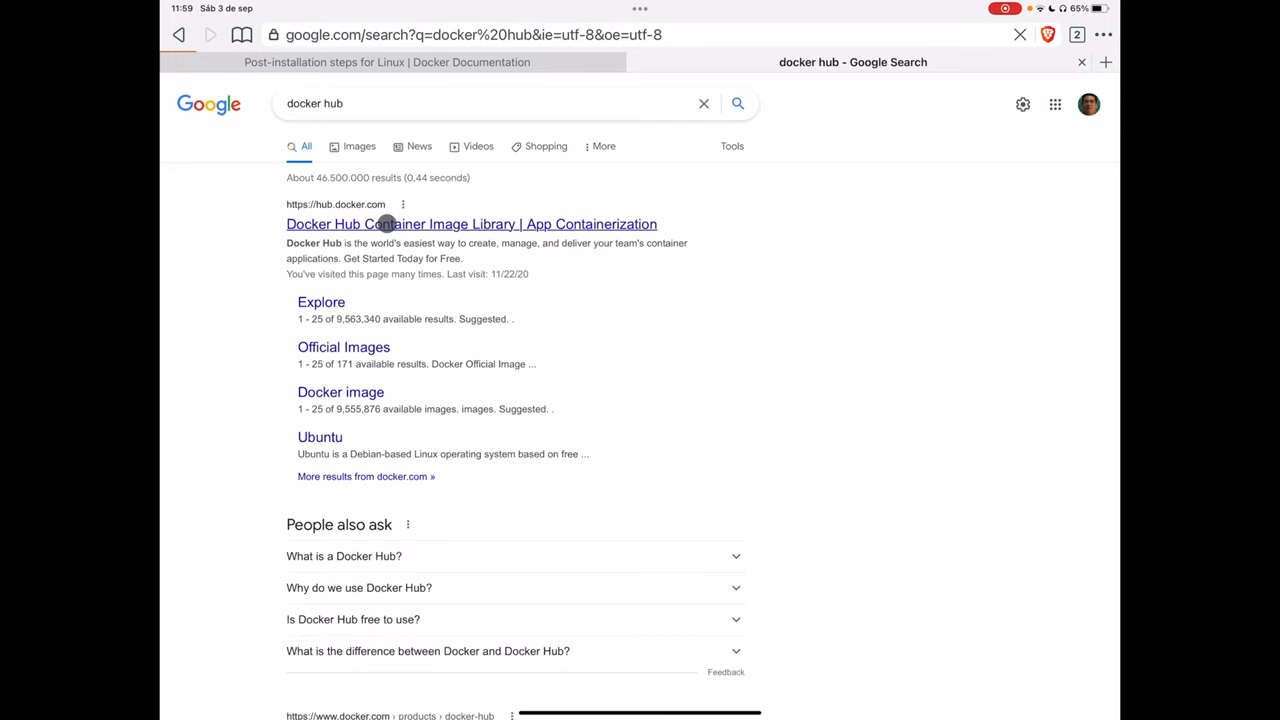 11:59 Sáb 3 de sep
65%
google.com/search?q=docker%20hub&ie=utf-8&oe=utf-8
2
Post-installation steps for Linux | Docker Documentation
docker hub - Google Search
Google
docker hub
All Images News Videos Shopping More Tools
About 46.500.000 results (0,44 seconds)
https://hub.docker.com
Docker Hub Container Image Library | App Containerization
Docker Hub is the world's easiest way to create, manage, and deliver your team's container
applications. Get Started Today for Free.
You've visited this page many times. Last visit: 11/22/20
Explore
1 - 25 of 9,563,340 available results. Suggested. .
Official Images
1 - 25 of 171 available results. Docker Official Image ...
Docker image
1 - 25 of 9,555,876 available images. images. Suggested. .
Ubuntu
Ubuntu is a Debian-based Linux operating system based on free ...
More results from docker.com »
People also ask
What is a Docker Hub?
Why do we use Docker Hub?
Is Docker Hub free to use?
What is the difference between Docker and Docker Hub?
Feedback
https://www.docker.com › products › docker-hub